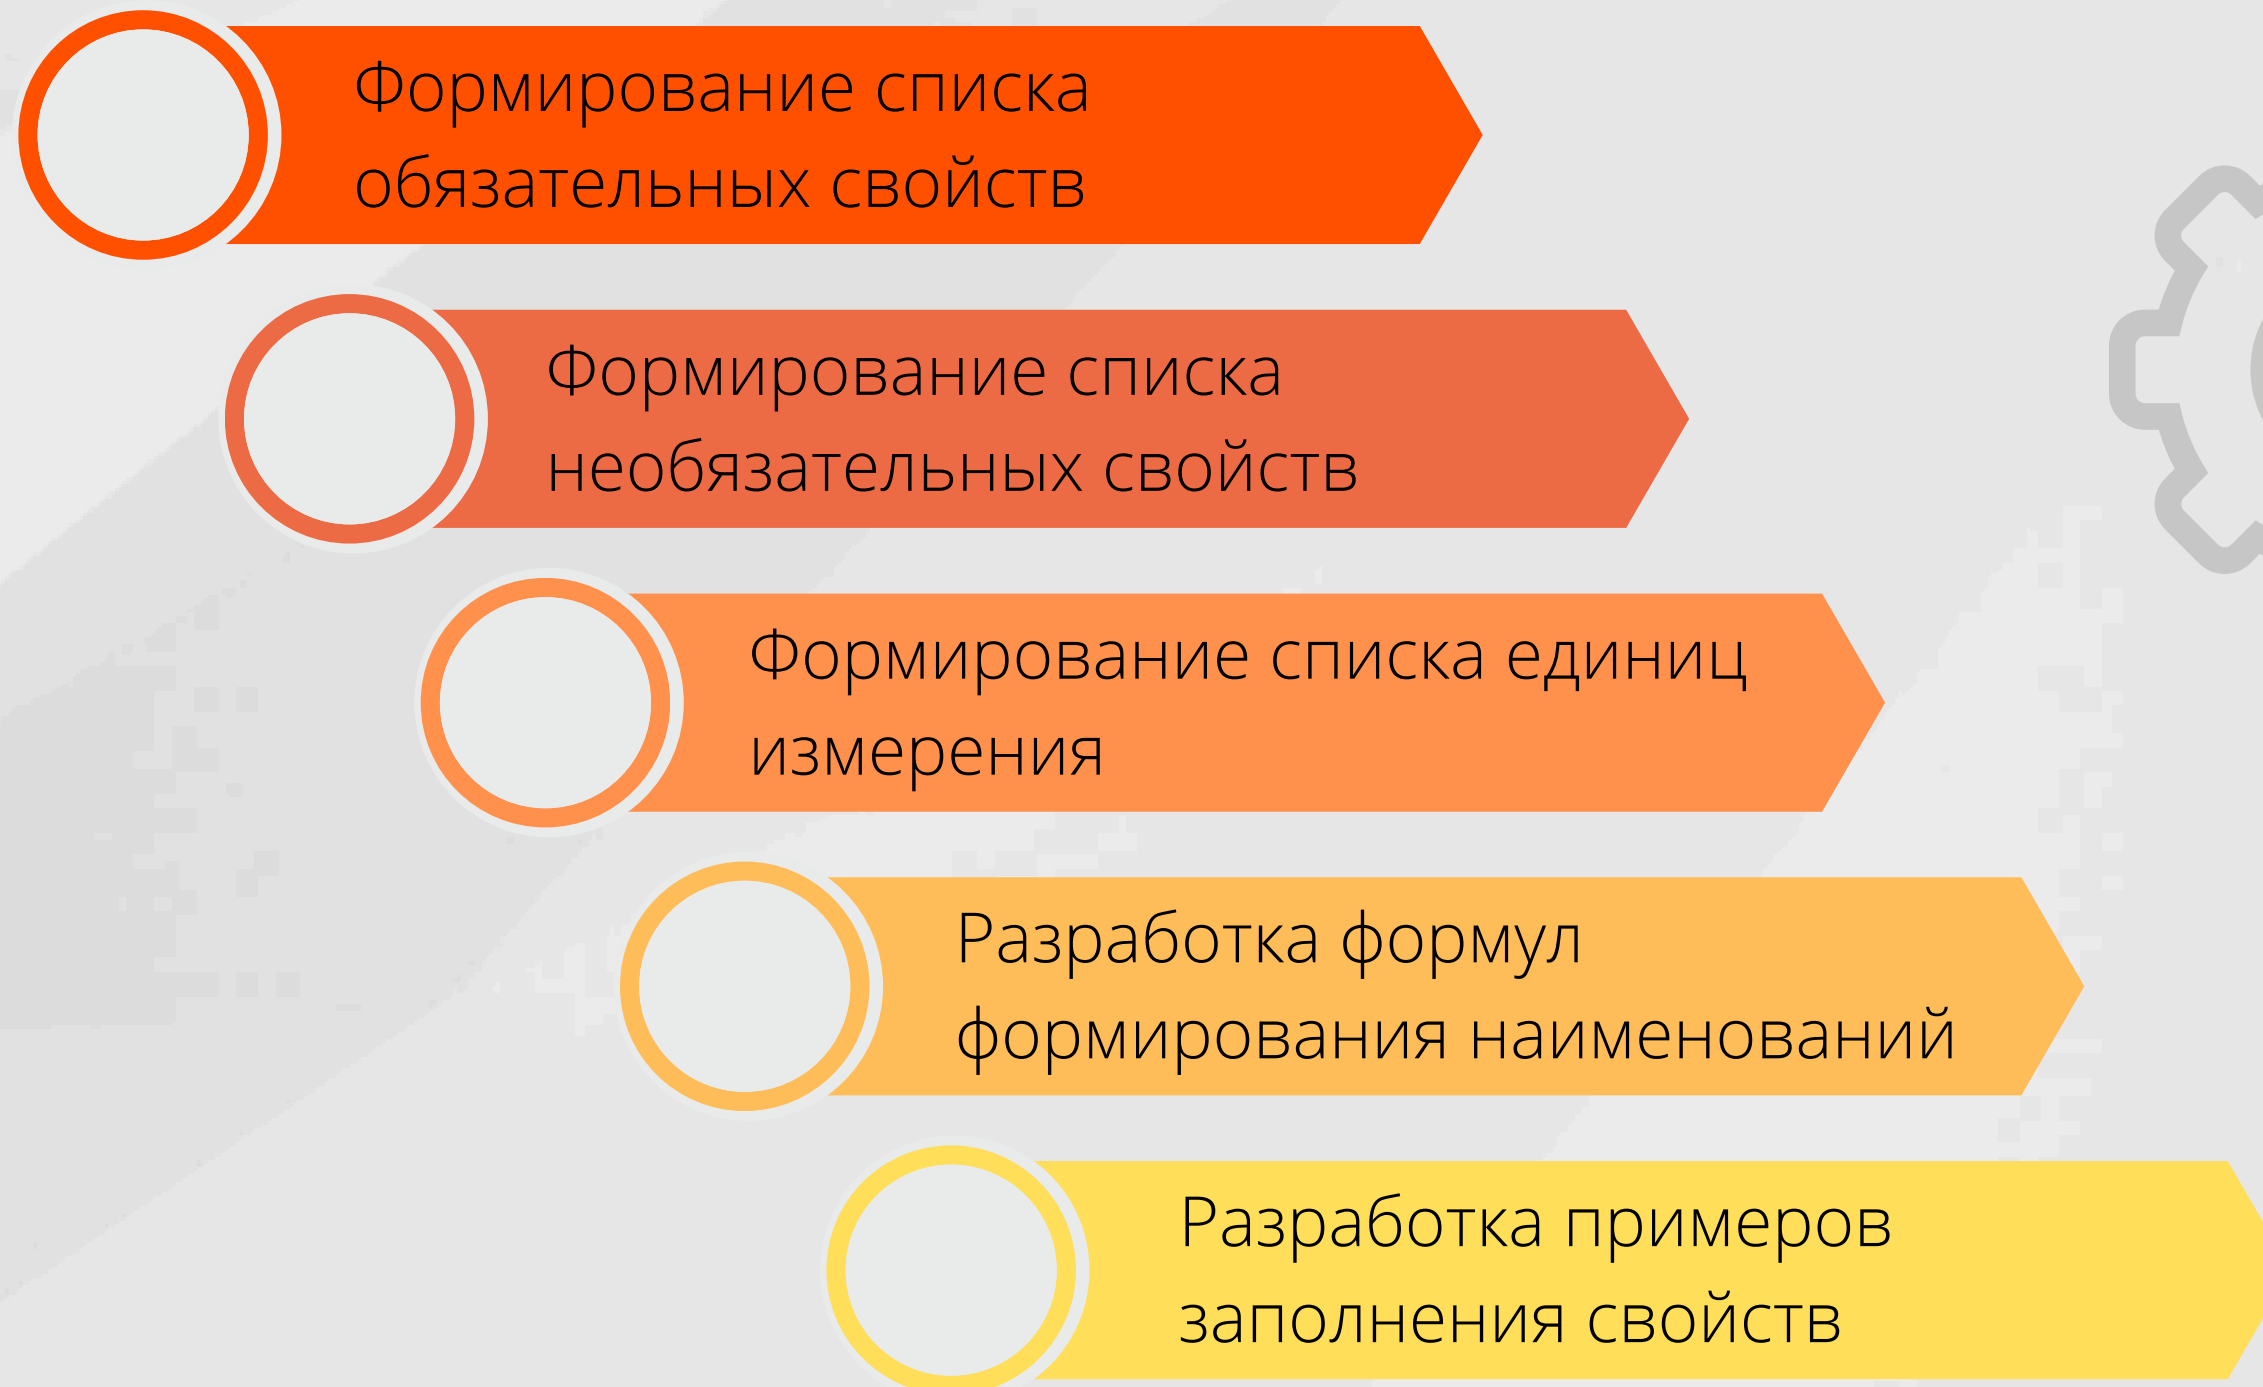 Формирование списка
обязательных свойств
Формирование списка
необязательных свойств
Формирование списка единиц
измерения
Разработка формул
формирования наименований
Разработка примеров
заполнения свойств